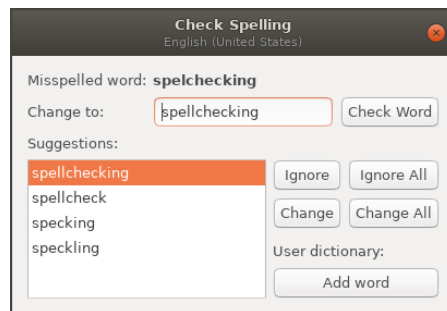 Check Spelling
English (United States)
Misspelled word: spelchecking
Change to: spellchecking Check Word
Suggestions:
spellchecking
spellcheck
specking
speckling
Ignore Ignore All
Change Change All
User dictionary:
Add word